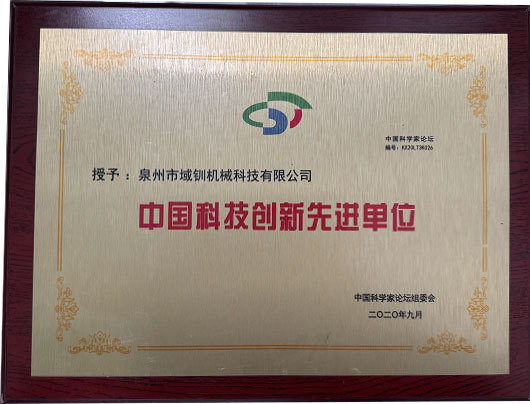 中国科学家论坛
编号：KX20LT38026
授予：泉州市域钏机械科技有限公司
中国科技创新先进单位
中国科学家论坛组委会
二〇二〇年九月